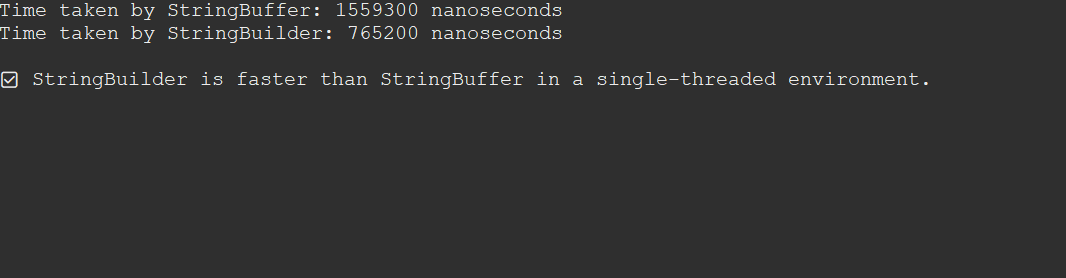 Time taken by StringBuffer: 1559300 nanoseconds
Time taken by StringBuilder: 765200 nanoseconds
☑ StringBuilder is faster than StringBuffer in a single-threaded environment.